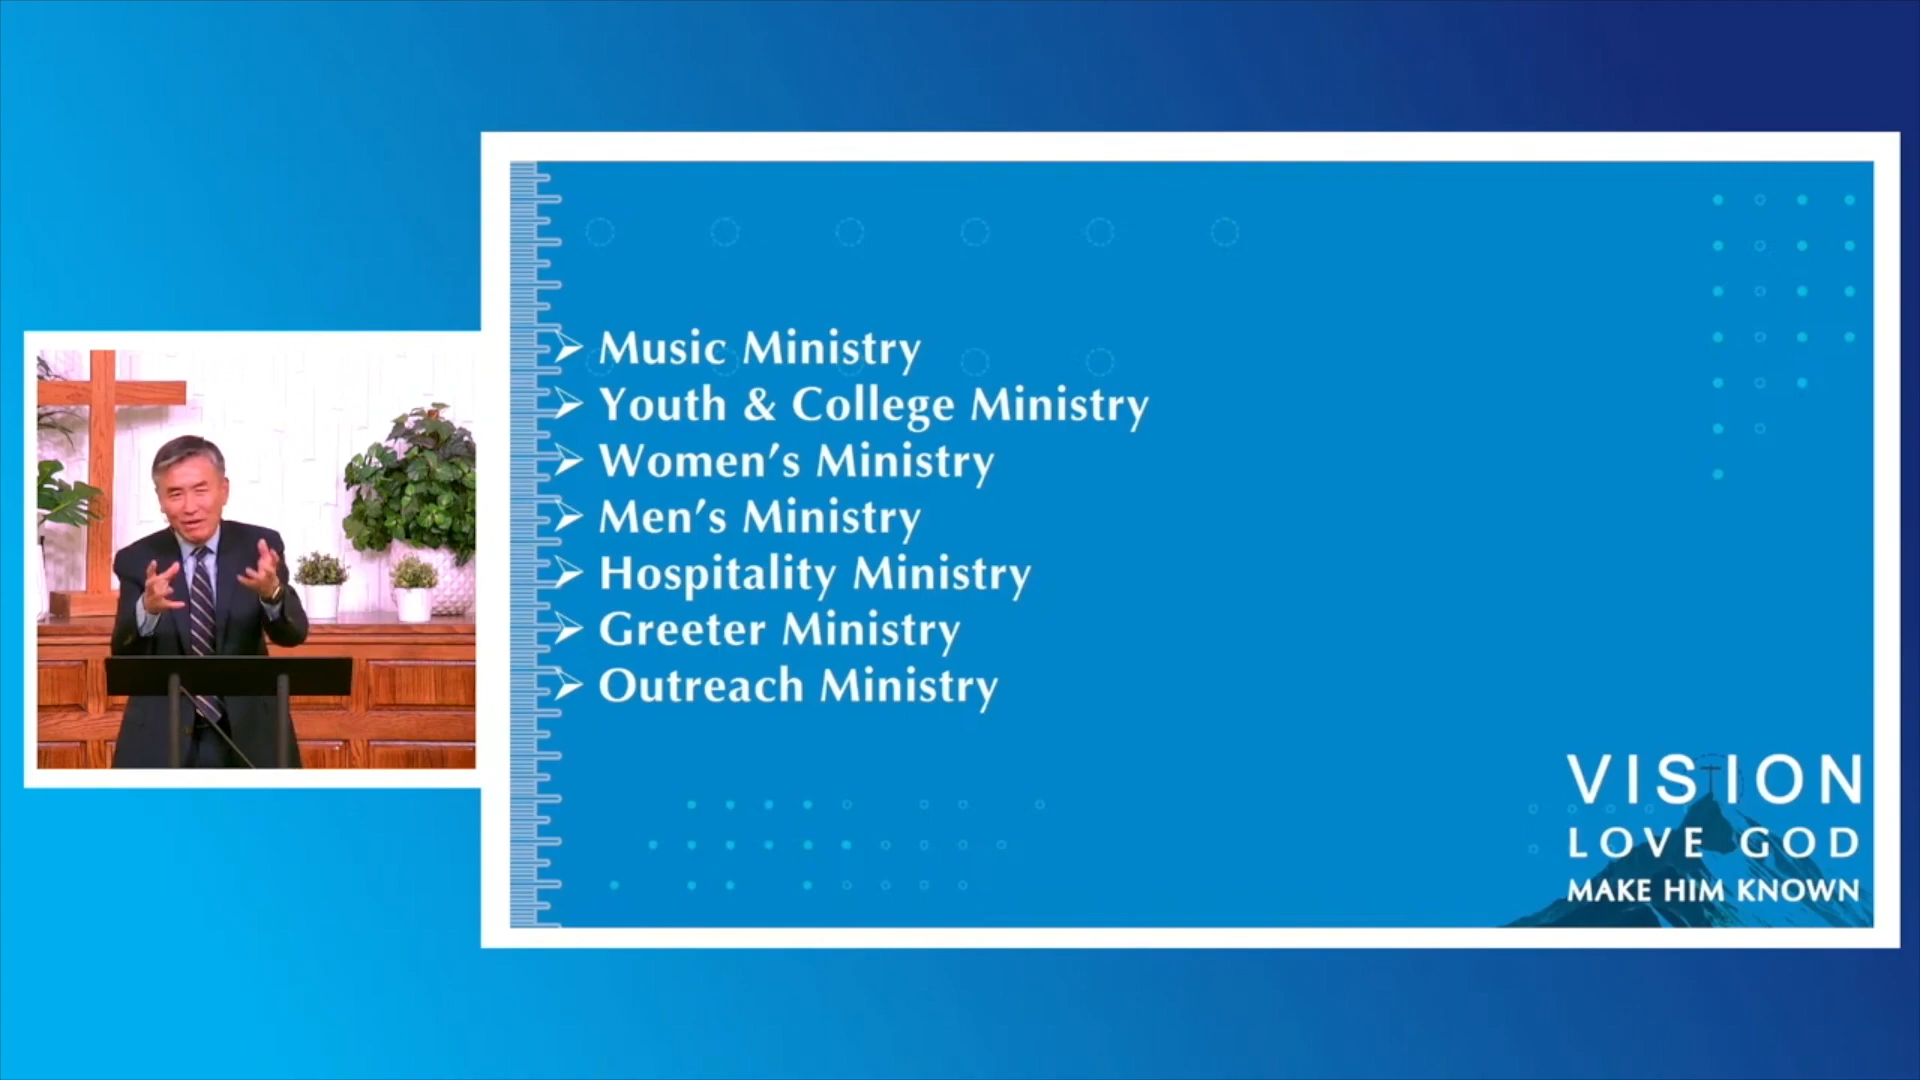 Music Ministry
Youth & College Ministry
Women’s Ministry
Men’s Ministry
Hospitality Ministry
Greeter Ministry
Outreach Ministry
VISION
LOVE GOD
MAKE HIM KNOWN